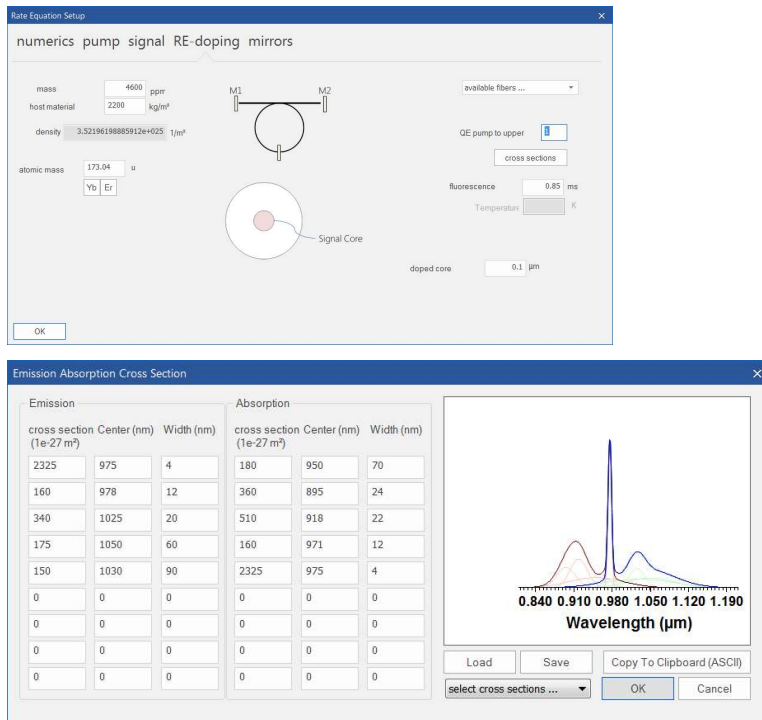 Rate Equation Setup
numerics pump signal RE-doping mirrors
mass 4600 ppm
host material 2200 kg/m³
density 3.52196198885912e+025 1/m³
atomic mass 173.04 u
Yb Er
M1 M2
Signal Core
available fibers ...
QE pump to upper 1
cross sections
fluorescence 0.85 ms
Temperature K
doped core 0.1 µm
OK
Emission Absorption Cross Section
Emission Absorption
cross section Center (nm) Width (nm) cross section Center (nm) Width (nm)
(1e-27 m²) (1e-27 m²)
2325 975 4 180 950 70
160 978 12 360 895 24
340 1025 20 510 918 22
175 1050 60 160 971 12
150 1030 90 2325 975 4
0 0 0 0 0 0
0 0 0 0 0 0
0 0 0 0 0 0
0 0 0 0 0 0
0.840 0.910 0.980 1.050 1.120 1.190
Wavelength (µm)
Load Save Copy To Clipboard (ASCII)
select cross sections ... OK Cancel